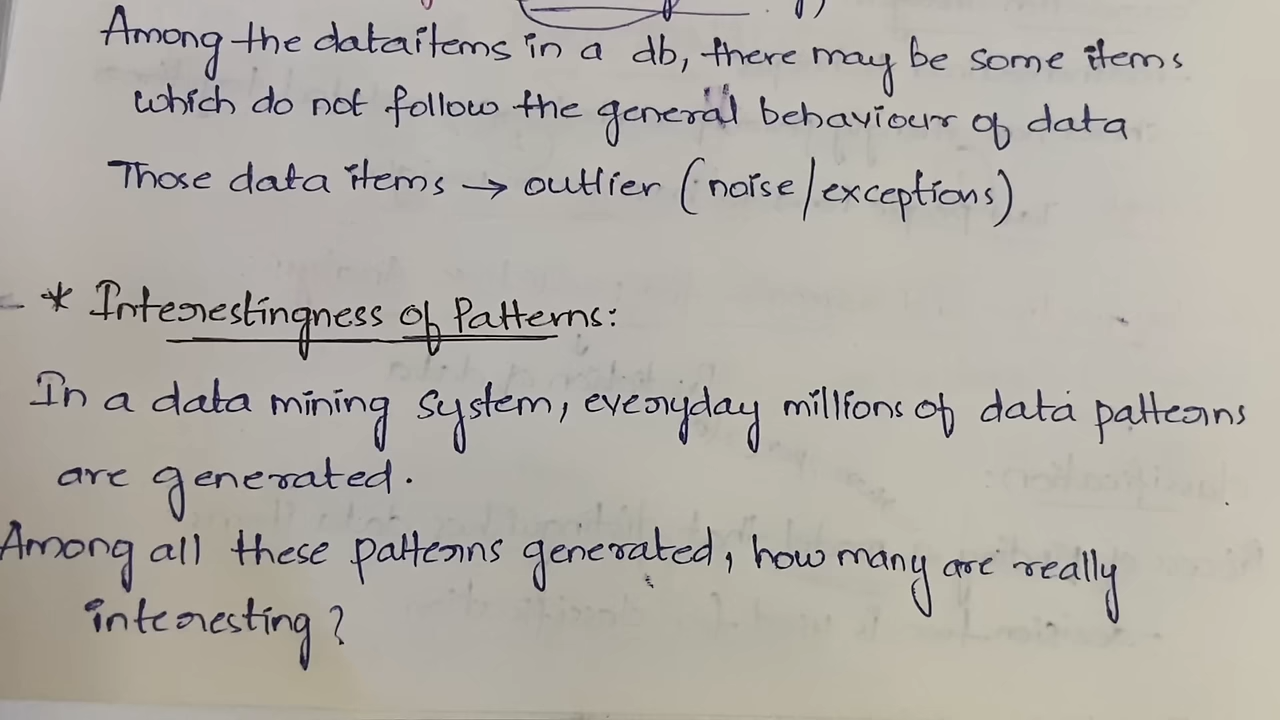 Among the dataitems in a db, there may be some items
which do not follow the general behaviour of data
Those data items → outlier (noise/exceptions)
* Interestingness of Patterns:
In a data mining system, everyday millions of data patterns
are generated.
Among all these patterns generated, how many are really
interesting?